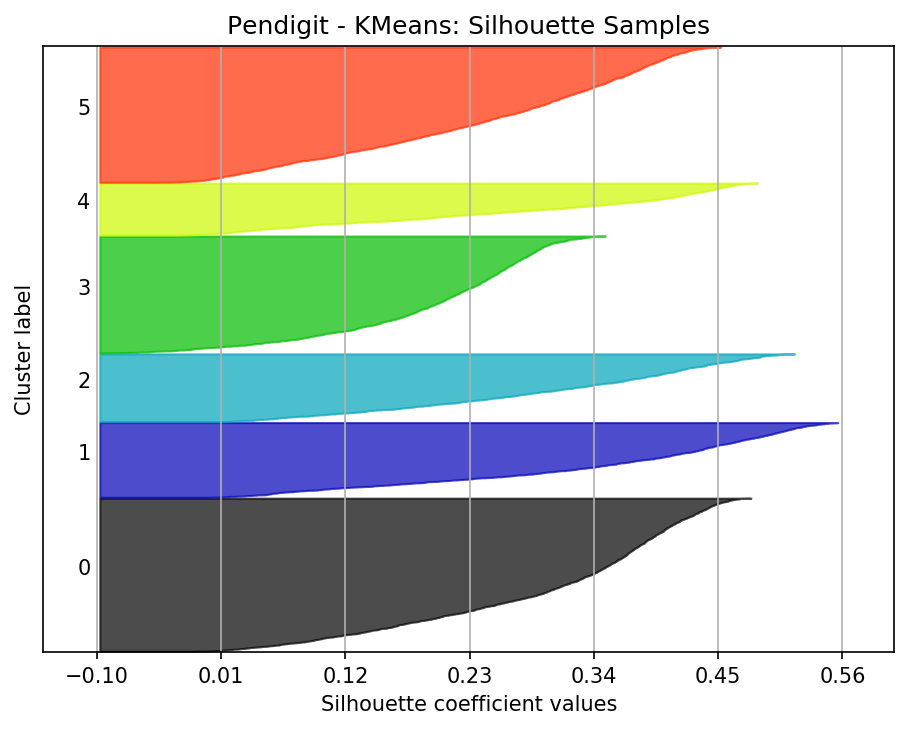 Pendigit - KMeans: Silhouette Samples
Cluster label
5
4
3
2
1
0
−0.10 0.01 0.12 0.23 0.34 0.45 0.56
Silhouette coefficient values